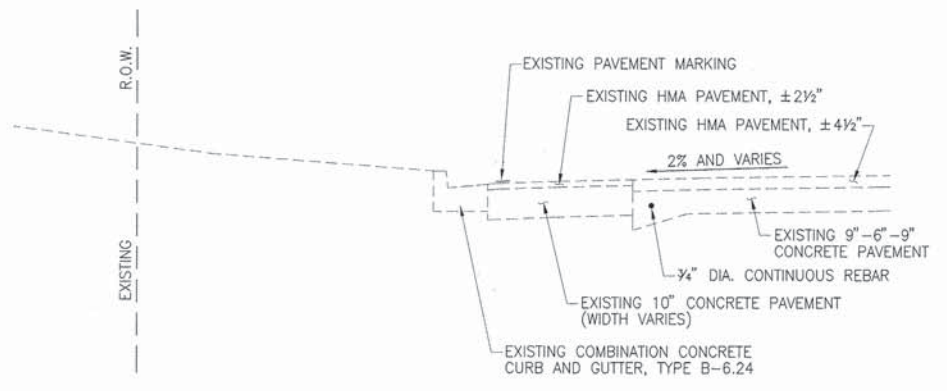 EXISTING R.O.W.
EXISTING PAVEMENT MARKING
EXISTING HMA PAVEMENT, ±2½"
EXISTING HMA PAVEMENT, ±4½"
2% AND VARIES
EXISTING 9"-6"-9"
CONCRETE PAVEMENT
¾" DIA. CONTINUOUS REBAR
EXISTING 10" CONCRETE PAVEMENT
(WIDTH VARIES)
EXISTING COMBINATION CONCRETE
CURB AND GUTTER, TYPE B-6.24